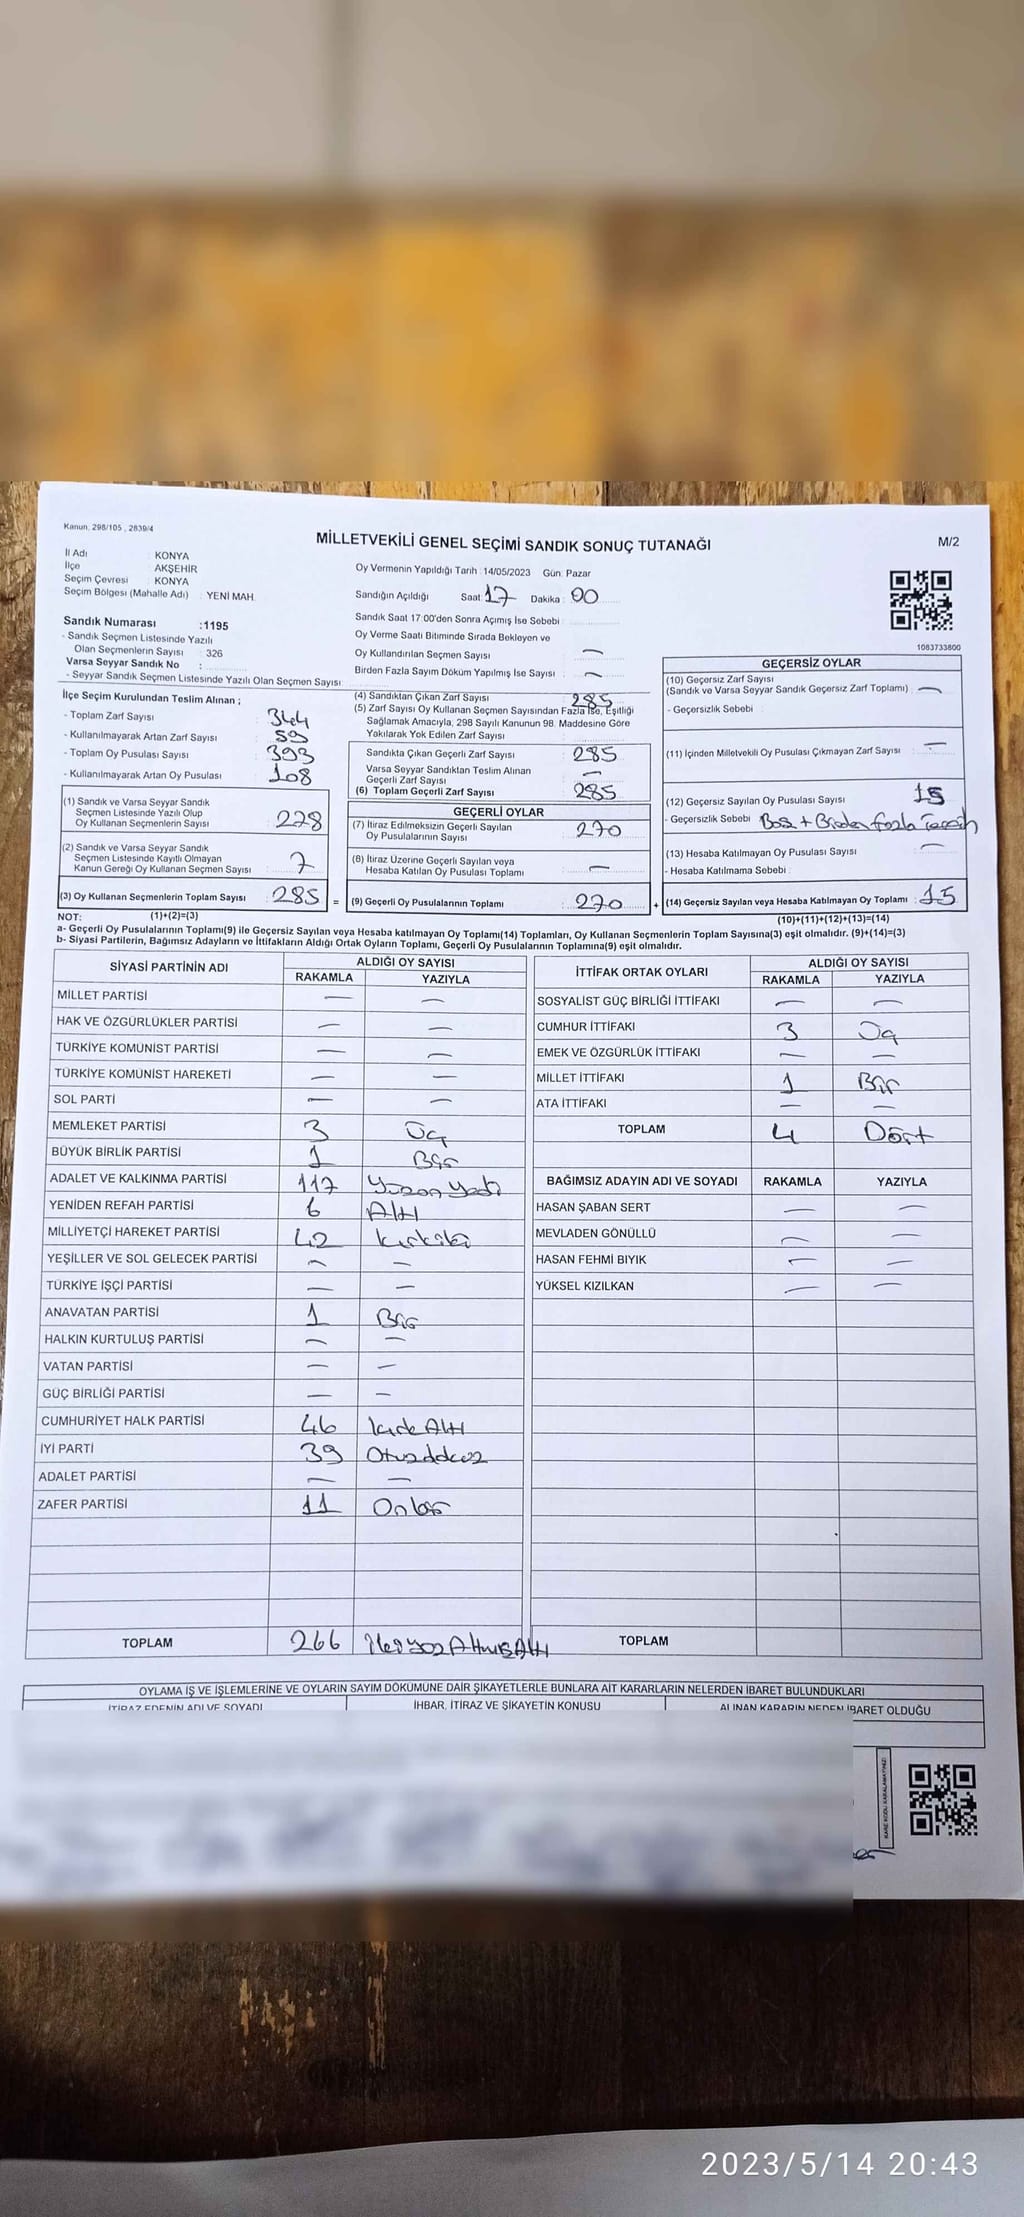 Kanun: 298/105 , 2839/4
MİLLETVEKİLİ GENEL SEÇİMİ SANDIK SONUÇ TUTANAĞI
M/2
İl Adı : KONYA
İlçe : AKŞEHİR
Seçim Çevresi : KONYA
Seçim Bölgesi (Mahalle Adı) : YENİ MAH.
Oy Vermenin Yapıldığı Tarih : 14/05/2023 Gün: Pazar
Sandığın Açıldığı Saat: 17 Dakika : 00
Sandık Saat 17:00'den Sonra Açımış İse Sebebi :
Oy Verme Saati Bitiminde Sırada Bekleyen ve
Oy Kullandırılan Seçmen Sayısı : —
Birden Fazla Sayım Döküm Yapılmış İse Sayısı : —
Sandık Numarası :1195
- Sandık Seçmen Listesinde Yazılı
Olan Seçmenlerin Sayısı : 326
Varsa Seyyar Sandık No :
- Seyyar Sandık Seçmen Listesinde Yazılı Olan Seçmen Sayısı:
1083733800
İlçe Seçim Kurulundan Teslim Alınan ;
- Toplam Zarf Sayısı : 344
- Kullanılmayarak Artan Zarf Sayısı : 59
- Toplam Oy Pusulası Sayısı : 393
- Kullanılmayarak Artan Oy Pusulası : 108
(1) Sandık ve Varsa Seyyar Sandık
Seçmen Listesinde Yazılı Olup
Oy Kullanan Seçmenlerin Sayısı : 278
(2) Sandık ve Varsa Seyyar Sandık
Seçmen Listesinde Kayıtlı Olmayan
Kanun Gereği Oy Kullanan Seçmen Sayısı : 7
(3) Oy Kullanan Seçmenlerin Toplam Sayısı : 285 =
(4) Sandıktan Çıkan Zarf Sayısı : 285
(5) Zarf Sayısı Oy Kullanan Seçmen Sayısından Fazla İse, Eşitliği
Sağlamak Amacıyla, 298 Sayılı Kanunun 98. Maddesine Göre
Yakılarak Yok Edilen Zarf Sayısı :
Sandıkta Çıkan Geçerli Zarf Sayısı : 285
Varsa Seyyar Sandıktan Teslim Alınan
Geçerli Zarf Sayısı : —
(6) Toplam Geçerli Zarf Sayısı : 285
GEÇERLİ OYLAR
(7) İtiraz Edilmeksizin Geçerli Sayılan
Oy Pusulalarının Sayısı : 270
(8) İtiraz Üzerine Geçerli Sayılan veya
Hesaba Katılan Oy Pusulası Toplamı : —
(9) Geçerli Oy Pusulalarının Toplamı : 270 +
GEÇERSİZ OYLAR
(10) Geçersiz Zarf Sayısı
(Sandık ve Varsa Seyyar Sandık Geçersiz Zarf Toplamı) : —
- Geçersizlik Sebebi :
(11) İçinden Milletvekili Oy Pusulası Çıkmayan Zarf Sayısı : —
(12) Geçersiz Sayılan Oy Pusulası Sayısı : 15
- Geçersizlik Sebebi : Boş + Birden fazla Tercih
(13) Hesaba Katılmayan Oy Pusulası Sayısı : —
- Hesaba Katılmama Sebebi :
(14) Geçersiz Sayılan veya Hesaba Katılmayan Oy Toplamı : 15
NOT: (1)+(2)=(3)
(10)+(11)+(12)+(13)=(14)
a- Geçerli Oy Pusulalarının Toplamı(9) ile Geçersiz Sayılan veya Hesaba katılmayan Oy Toplamı(14) Toplamları, Oy Kullanan Seçmenlerin Toplam Sayısına(3) eşit olmalıdır. (9)+(14)=(3)
b- Siyasi Partilerin, Bağımsız Adayların ve İttifakların Aldığı Ortak Oyların Toplamı, Geçerli Oy Pusulalarının Toplamına(9) eşit olmalıdır.
SİYASİ PARTİNİN ADI ALDIĞI OY SAYISI
RAKAMLA YAZIYLA
MİLLET PARTİSİ — —
HAK VE ÖZGÜRLÜKLER PARTİSİ — —
TÜRKİYE KOMÜNİST PARTİSİ — —
TÜRKİYE KOMÜNİST HAREKETİ — —
SOL PARTİ — —
MEMLEKET PARTİSİ 3 Üç
BÜYÜK BİRLİK PARTİSİ 1 Bir
ADALET VE KALKINMA PARTİSİ 117 Yüzon yedi
YENİDEN REFAH PARTİSİ 6 Altı
MİLLİYETÇİ HAREKET PARTİSİ 42 kırkiki
YEŞİLLER VE SOL GELECEK PARTİSİ — —
TÜRKİYE İŞÇİ PARTİSİ — —
ANAVATAN PARTİSİ 1 Bir
HALKIN KURTULUŞ PARTİSİ — —
VATAN PARTİSİ — —
GÜÇ BİRLİĞİ PARTİSİ — —
CUMHURİYET HALK PARTİSİ 46 kırkAltı
İYİ PARTİ 39 Otuzdokuz
ADALET PARTİSİ — —
ZAFER PARTİSİ 11 Onbir
TOPLAM 266 İkiyüzAltmışAltı
İTTİFAK ORTAK OYLARI ALDIĞI OY SAYISI
RAKAMLA YAZIYLA
SOSYALİST GÜÇ BİRLİĞİ İTTİFAKI — —
CUMHUR İTTİFAKI 3 Üç
EMEK VE ÖZGÜRLÜK İTTİFAKI — —
MİLLET İTTİFAKI 1 Bir
ATA İTTİFAKI — —
TOPLAM 4 Dört
BAĞIMSIZ ADAYIN ADI VE SOYADI RAKAMLA YAZIYLA
HASAN ŞABAN SERT — —
MEVLADEN GÖNÜLLÜ — —
HASAN FEHMİ BIYIK — —
YÜKSEL KIZILKAN — —
TOPLAM
OYLAMA İŞ VE İŞLEMLERİNE VE OYLARIN SAYIM DÖKÜMÜNE DAİR ŞİKAYETLERLE BUNLARA AİT KARARLARIN NELERDEN İBARET BULUNDUKLARI
İTİRAZ EDENİN ADI VE SOYADI İHBAR, İTİRAZ VE ŞİKAYETİN KONUSU ALINAN KARARIN NEDEN İBARET OLDUĞU
KARE KODU KARALAMAYINIZ!
2023/5/14 20:43